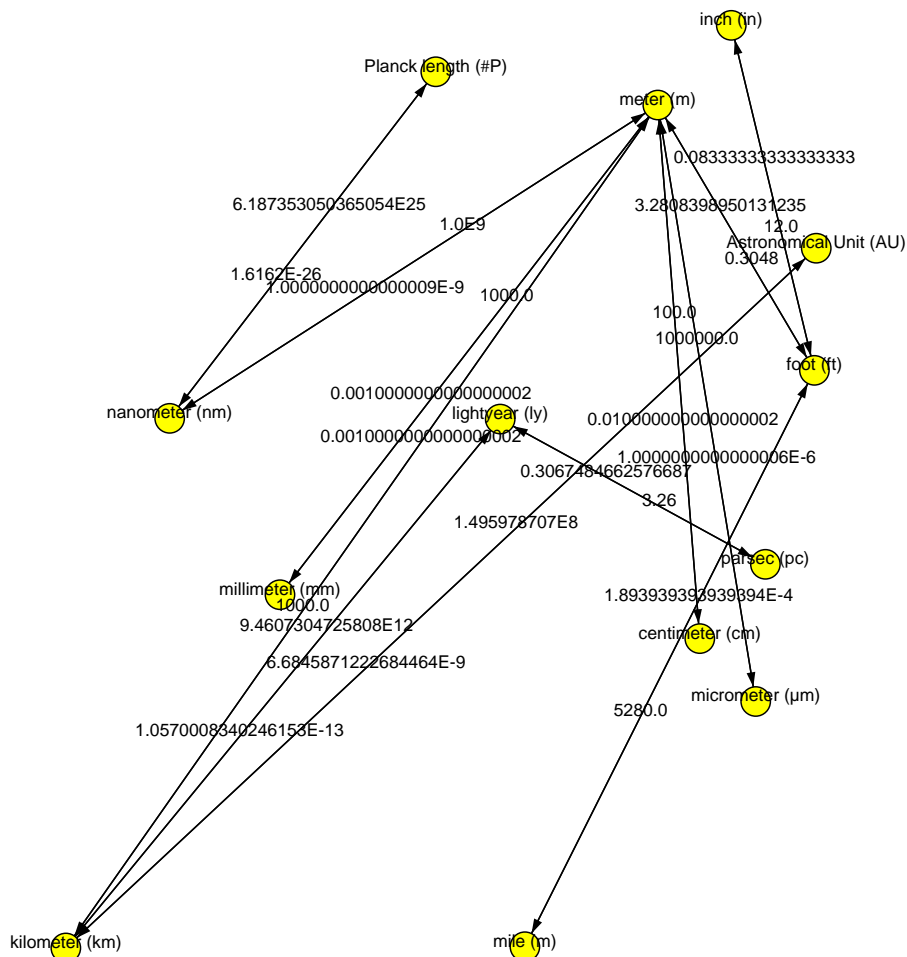 inch (in)
Planck length (#P)
meter (m)
0.08333333333333333
6.187353050365054E25
3.2808398950131235
1.0E9
12.0
Astronomical Unit (AU)
0.3048
1.6162E-26
1.0000000000000009E-9
1000.0
100.0
1000000.0
foot (ft)
0.0010000000000000002
nanometer (nm)
lightyear (ly)
0.010000000000000002
0.0010000000000000002
1.0000000000000006E-6
0.3067484662576687
3.26
1.495978707E8
parsec (pc)
millimeter (mm)
1.893939393939394E-4
1000.0
9.4607304725808E12
centimeter (cm)
6.6845871222684464E-9
micrometer (µm)
5280.0
1.0570008340246153E-13
kilometer (km)
mile (m)